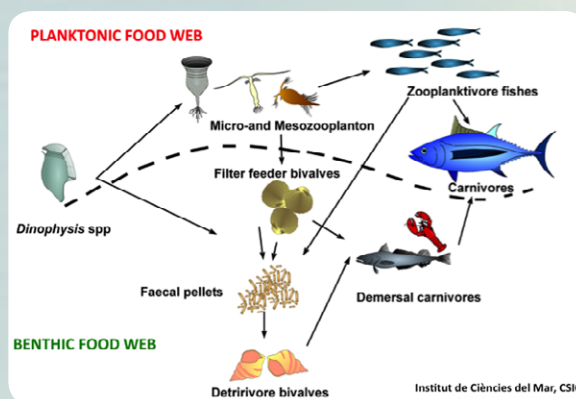 PLANKTONIC FOOD WEB
Zooplanktivore fishes
Micro-and Mesozooplanton
Filter feeder bivalves
Carnivores
Dinophysis spp
Faecal pellets
Demersal carnivores
BENTHIC FOOD WEB
Detririvore bivalves
Institut de Ciències del Mar, CSIC